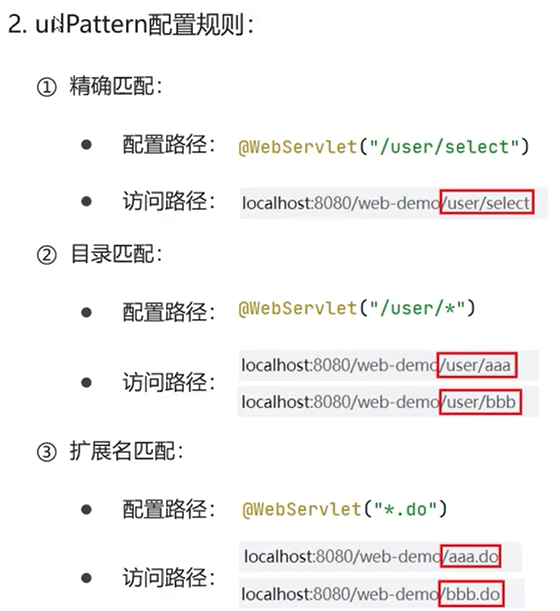 2. urlPattern配置规则：
① 精确匹配：
● 配置路径： @WebServlet("/user/select")
● 访问路径： localhost:8080/web-demo/user/select
② 目录匹配：
● 配置路径： @WebServlet("/user/*")
● 访问路径： localhost:8080/web-demo/user/aaa
localhost:8080/web-demo/user/bbb
③ 扩展名匹配：
● 配置路径： @WebServlet("*.do")
● 访问路径： localhost:8080/web-demo/aaa.do
localhost:8080/web-demo/bbb.do